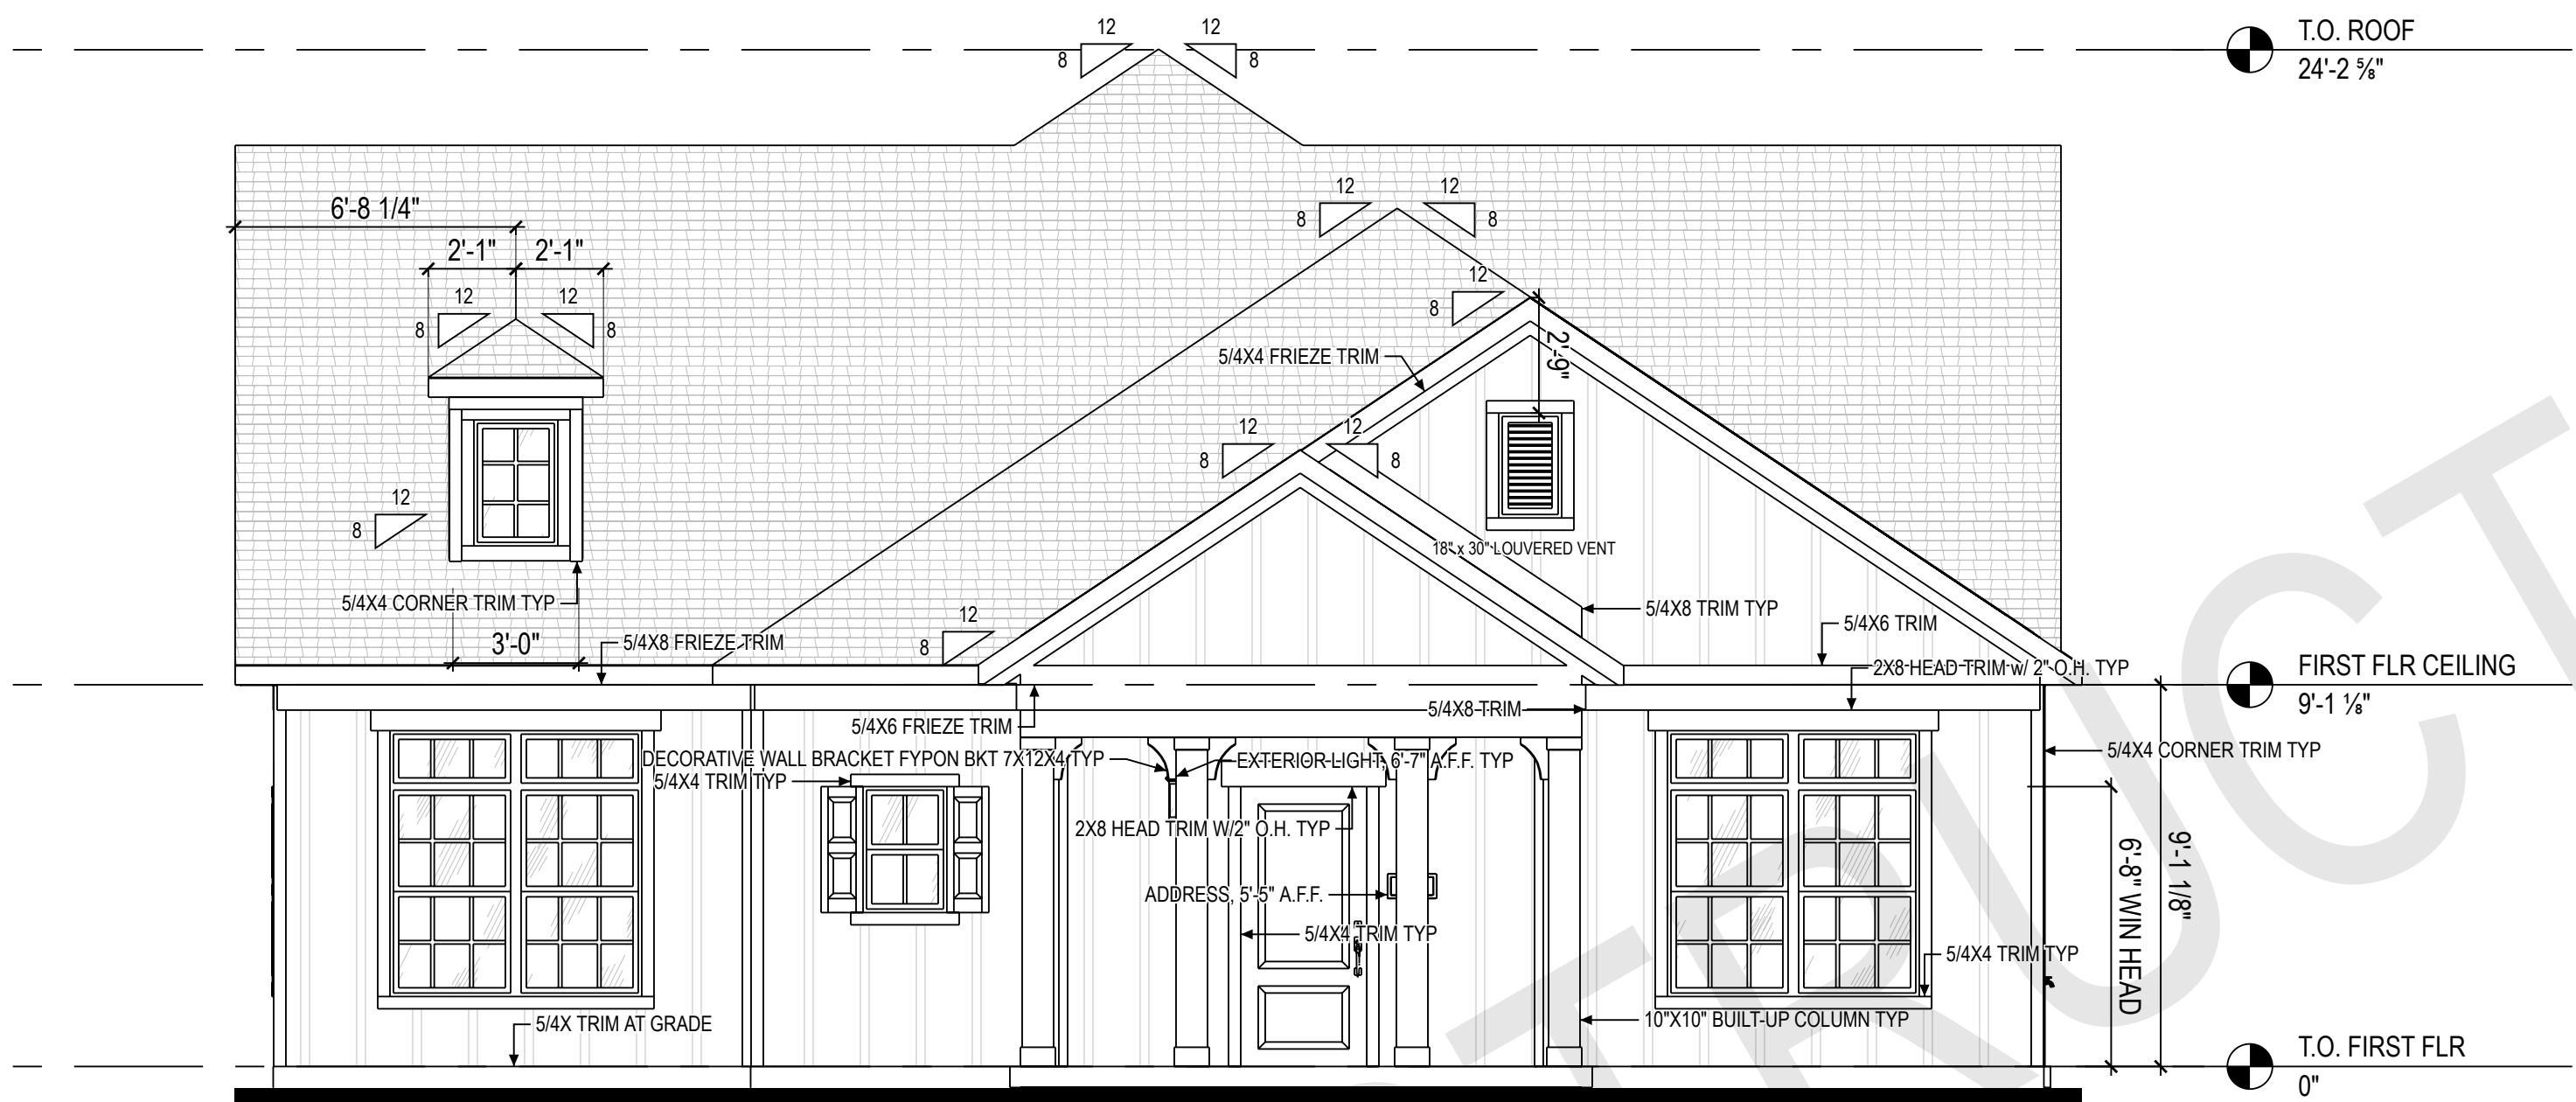 12
12
8
8
T.O. ROOF
24'-2 ⅝"
6'-8 1/4"
12
12
8
8
2'-1"
2'-1"
12
8
12
12
8
8
2'-9"
5/4X4 FRIEZE TRIM
12
12
8
8
12
8
18" x 30" LOUVERED VENT
5/4X4 CORNER TRIM TYP
5/4X8 TRIM TYP
12
8
5/4X6 TRIM
3'-0"
5/4X8 FRIEZE TRIM
2X8 HEAD TRIM w/ 2" O.H. TYP
FIRST FLR CEILING
9'-1 ⅛"
5/4X6 FRIEZE TRIM
5/4X8 TRIM
5/4X4 CORNER TRIM TYP
DECORATIVE WALL BRACKET FYPON BKT 7X12X4 TYP
EXTERIOR LIGHT, 6'-7" A.F.F. TYP
5/4X4 TRIM TYP
2X8 HEAD TRIM W/2" O.H. TYP
ADDRESS, 5'-5" A.F.F.
5/4X4 TRIM TYP
6'-8" WIN HEAD
9'-1 1/8"
5/4X4 TRIM TYP
5/4X TRIM AT GRADE
10"X10" BUILT-UP COLUMN TYP
T.O. FIRST FLR
0"
TRUCT